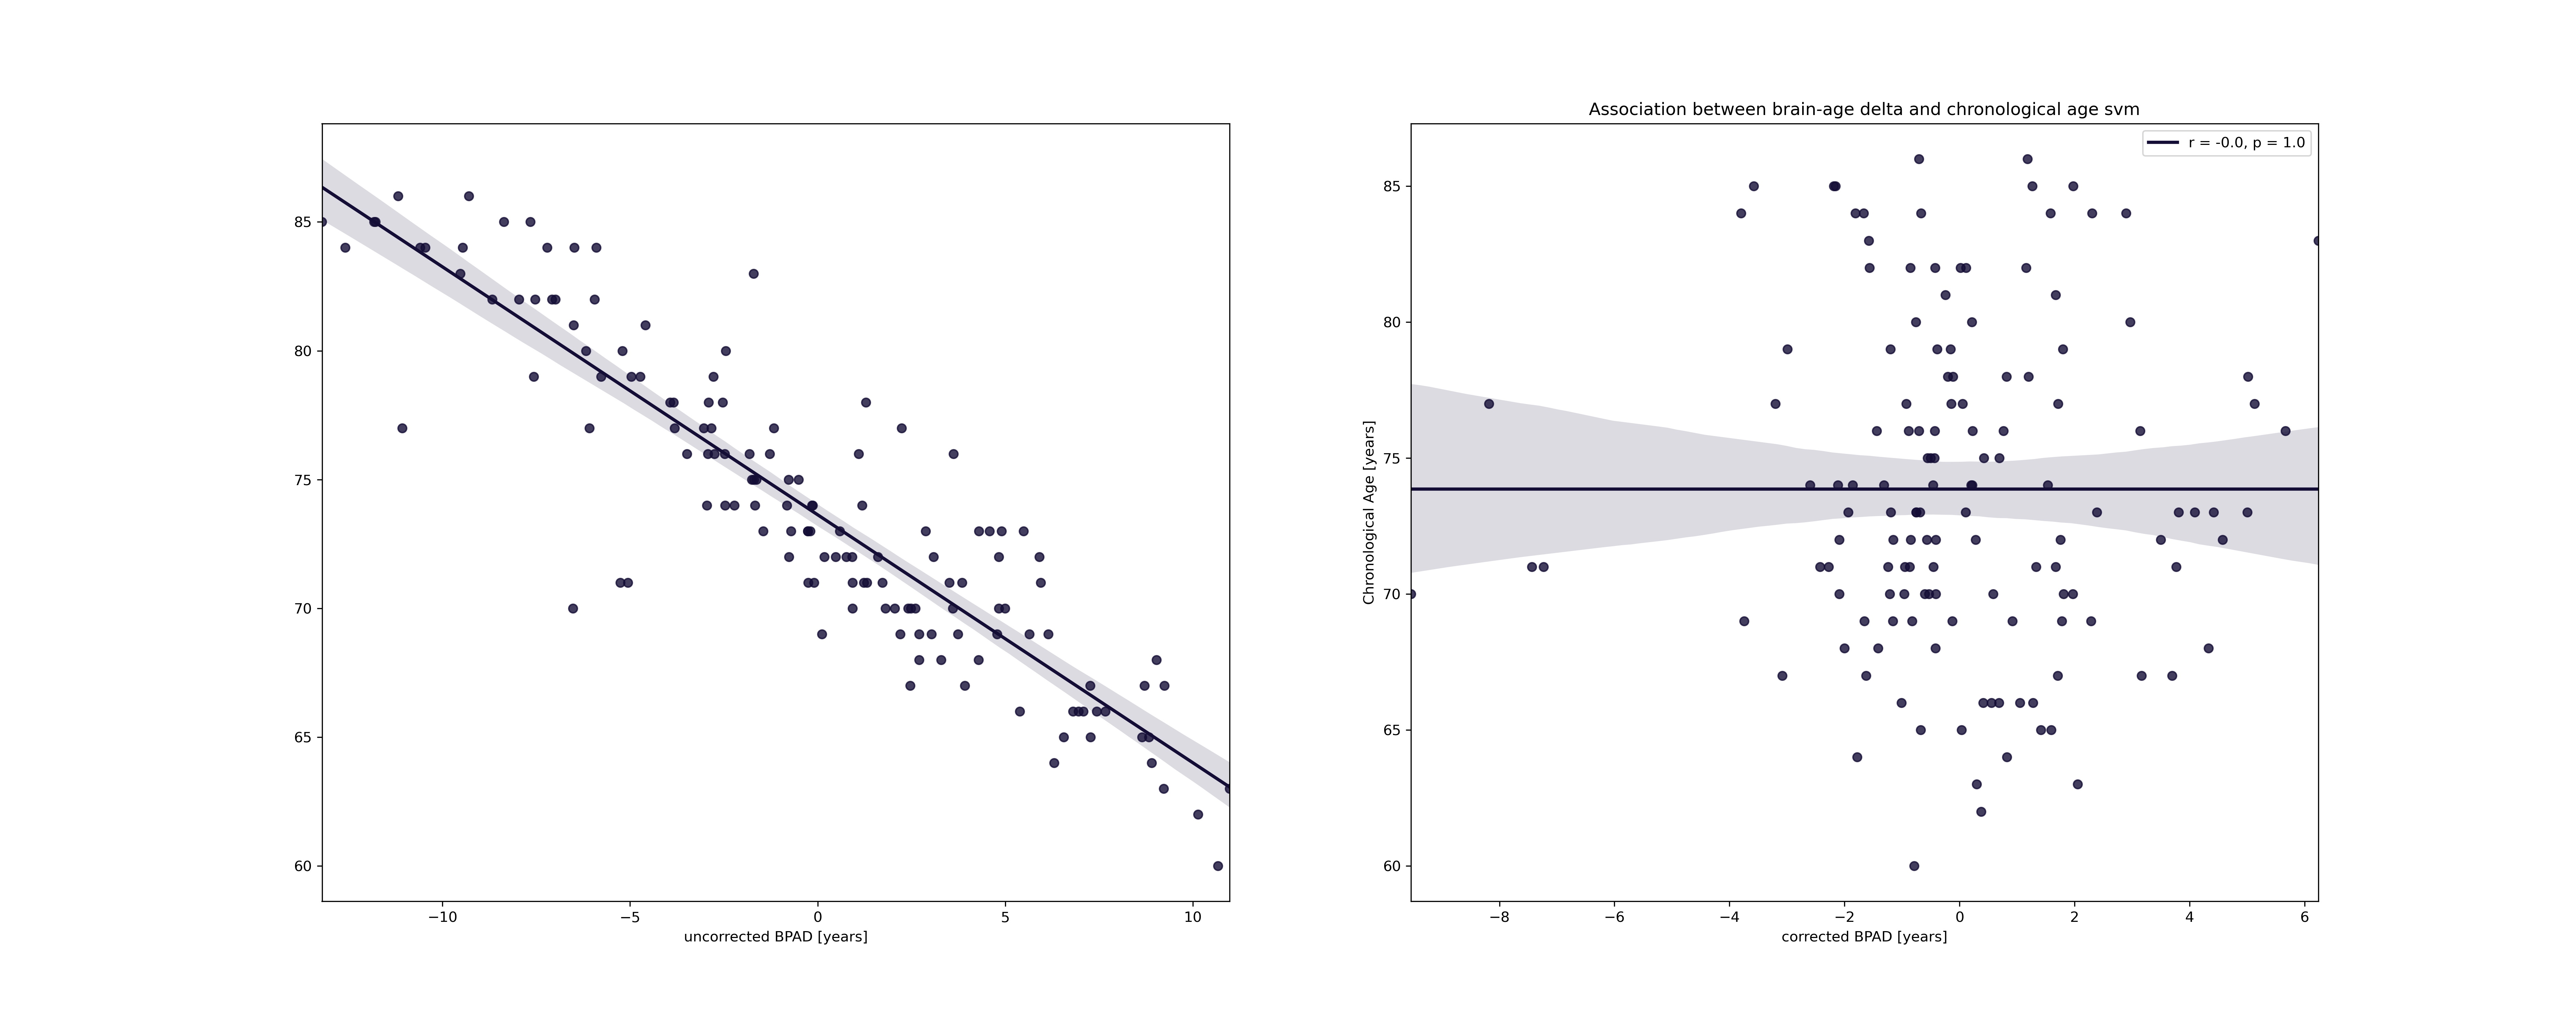 85
80
75
70
65
60
−10 −5 0 5 10
uncorrected BPAD [years]
Association between brain-age delta and chronological age svm
r = -0.0, p = 1.0
Chronological Age [years]
85
80
75
70
65
60
−8 −6 −4 −2 0 2 4 6
corrected BPAD [years]